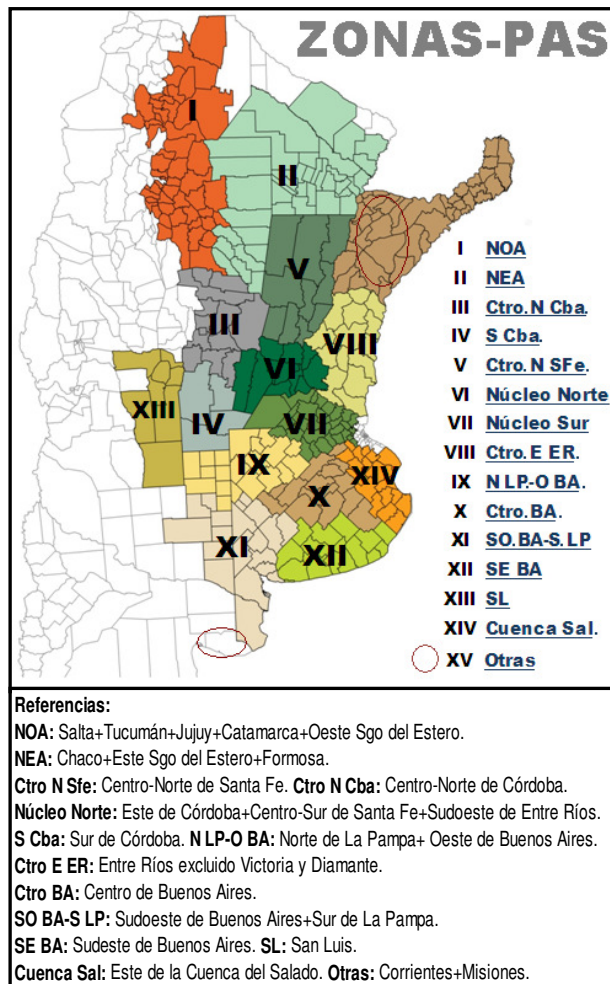 ZONAS-PAS
I
II
V
III
VIII
VI
XIII
IV
VII
IX
XIV
X
XI
XII
I NOA
II NEA
III Ctro.N Cba.
IV S Cba.
V Ctro.N SFe.
VI Núcleo Norte
VII Núcleo Sur
VIII Ctro.E ER.
IX N LP.-O BA.
X Ctro.BA.
XI SO.BA-S.LP
XII SE BA
XIII SL
XIV Cuenca Sal.
XV Otras
Referencias:
NOA: Salta+Tucumán+Jujuy+Catamarca+Oeste Sgo del Estero.
NEA: Chaco+Este Sgo del Estero+Formosa.
Ctro N Sfe: Centro-Norte de Santa Fe. Ctro N Cba: Centro-Norte de Córdoba.
Núcleo Norte: Este de Córdoba+Centro-Sur de Santa Fe+Sudoeste de Entre Ríos.
S Cba: Sur de Córdoba. N LP-O BA: Norte de La Pampa+ Oeste de Buenos Aires.
Ctro E ER: Entre Ríos excluido Victoria y Diamante.
Ctro BA: Centro de Buenos Aires.
SO BA-S LP: Sudoeste de Buenos Aires+Sur de La Pampa.
SE BA: Sudeste de Buenos Aires. SL: San Luis.
Cuenca Sal: Este de la Cuenca del Salado. Otras: Corrientes+Misiones.